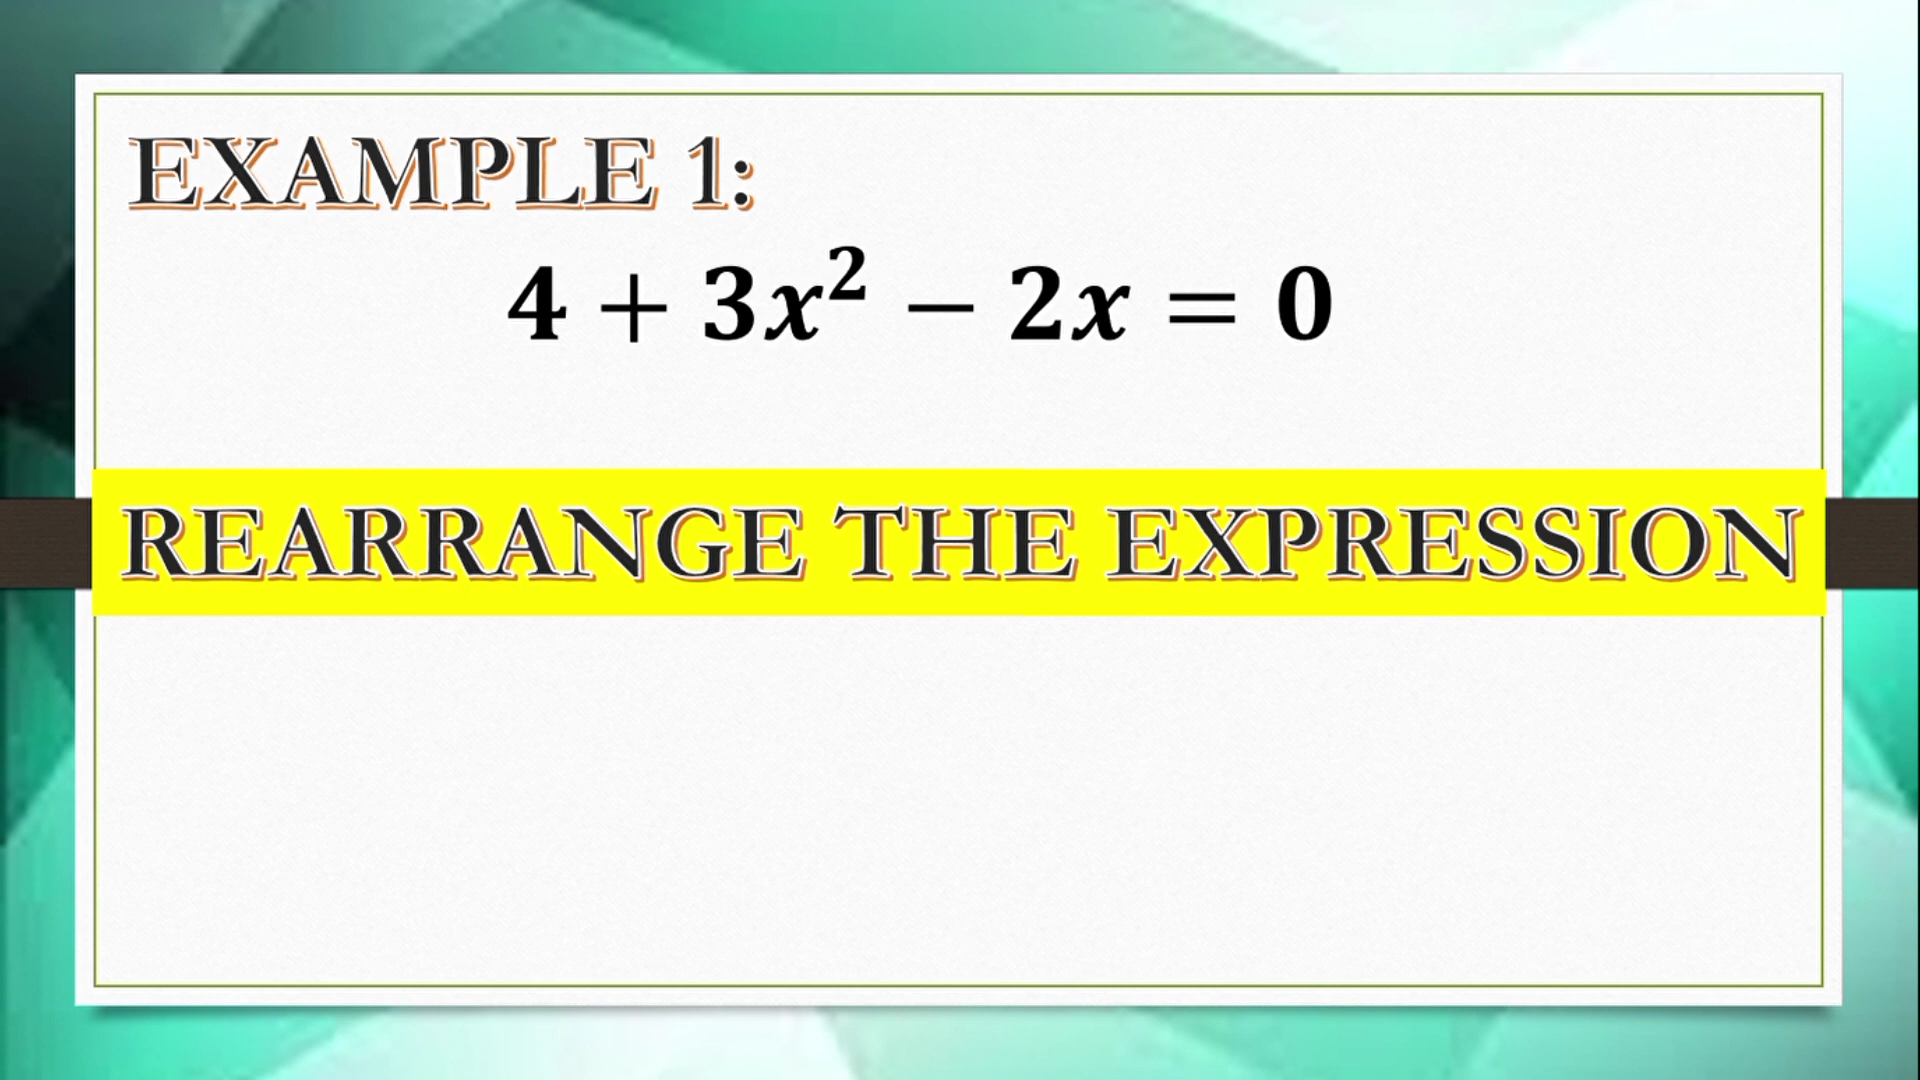 EXAMPLE 1:
4 + 3x² − 2x = 0
REARRANGE THE EXPRESSION